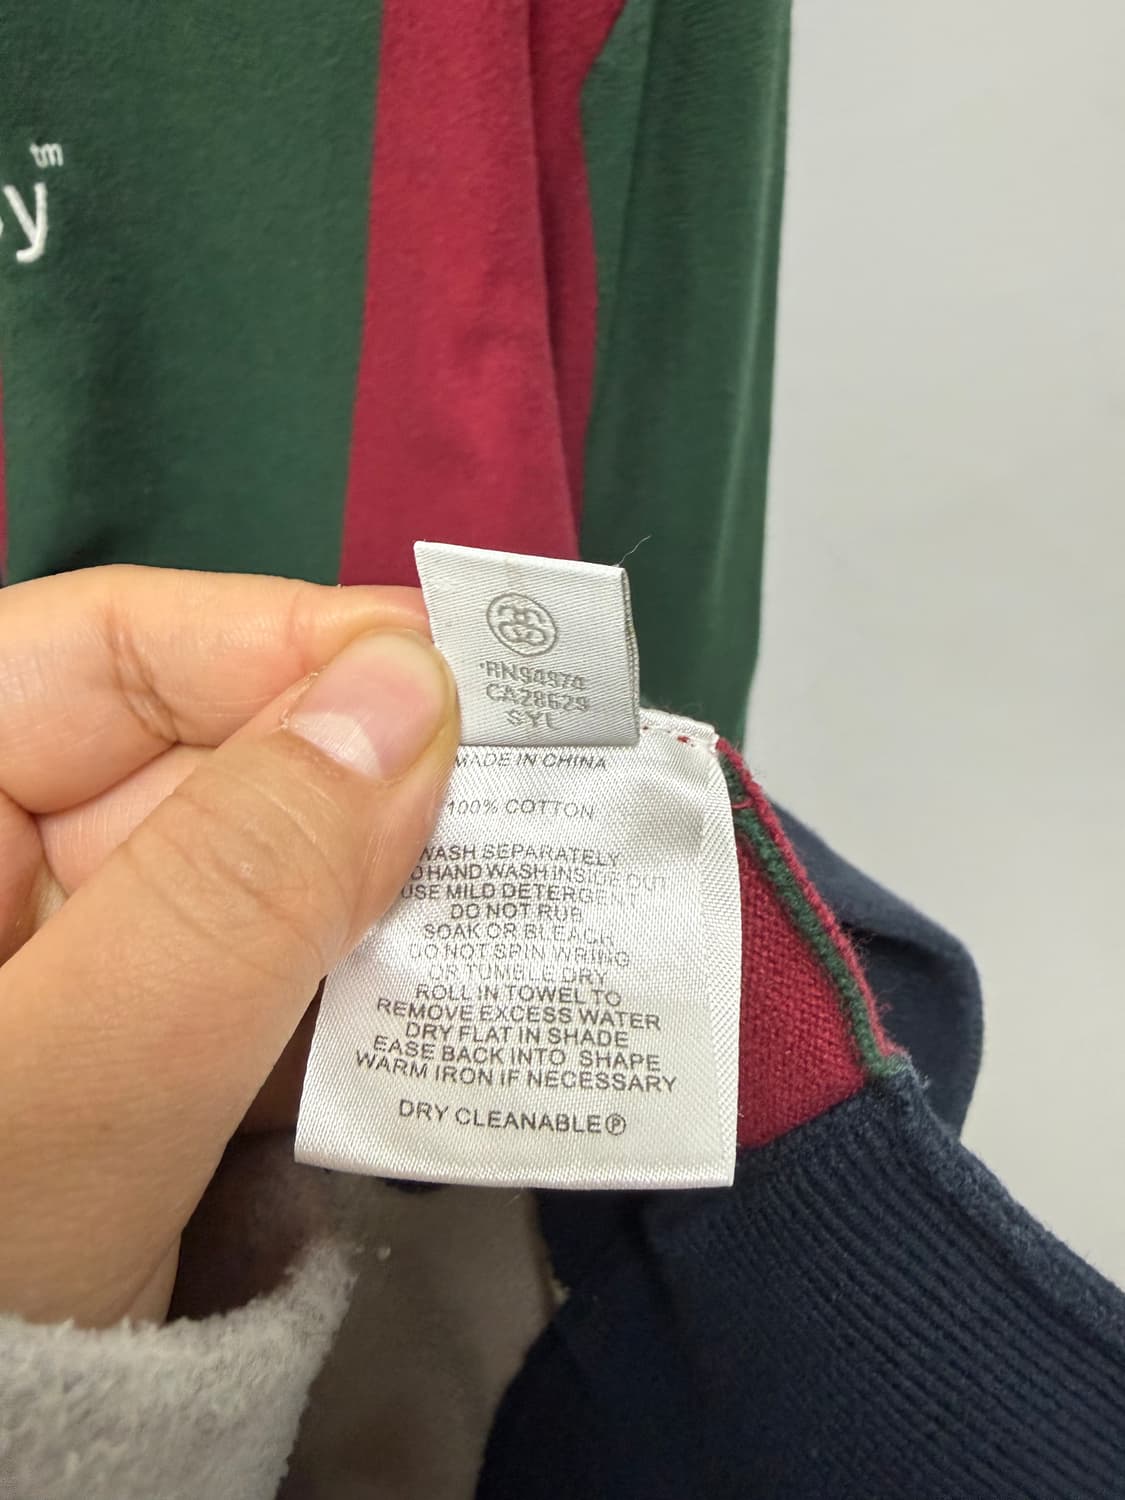 y™
RN94974
CA28629
SYL
MADE IN CHINA
100% COTTON
WASH SEPARATELY
HAND WASH INSIDE OUT
USE MILD DETERGENT
DO NOT RUB
SOAK OR BLEACH
DO NOT SPIN WRING
OR TUMBLE DRY
ROLL IN TOWEL TO
REMOVE EXCESS WATER
DRY FLAT IN SHADE
EASE BACK INTO SHAPE
WARM IRON IF NECESSARY
DRY CLEANABLE Ⓟ